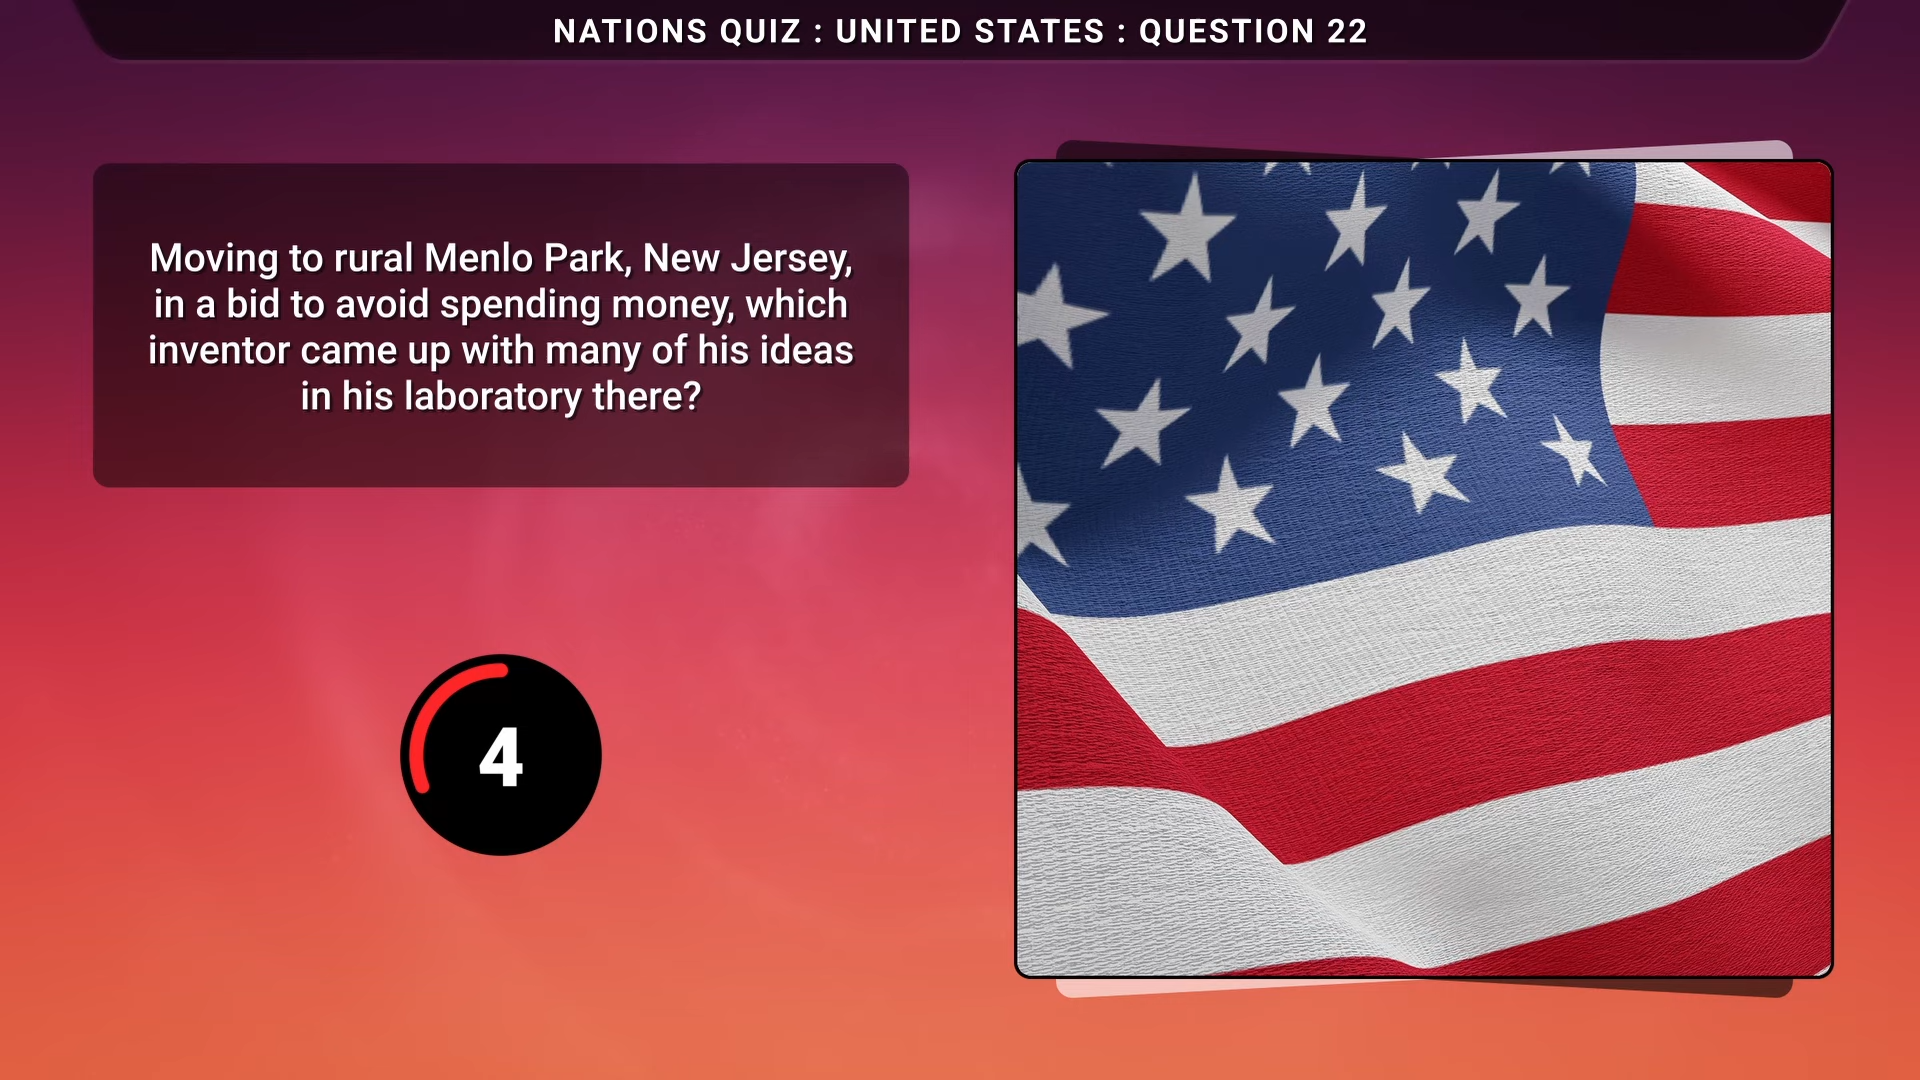 NATIONS QUIZ : UNITED STATES : QUESTION 22
Moving to rural Menlo Park, New Jersey,
in a bid to avoid spending money, which
inventor came up with many of his ideas
in his laboratory there?
4